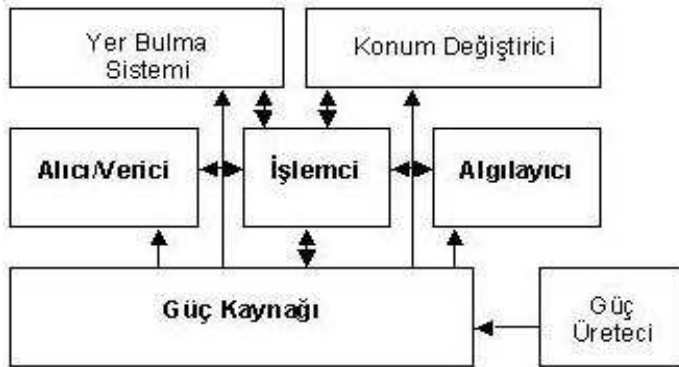 Yer Bulma
Sistemi
Konum Değiştirici
Alıcı/Verici
İşlemci
Algılayıcı
Güç Kaynağı
Güç
Üreteci